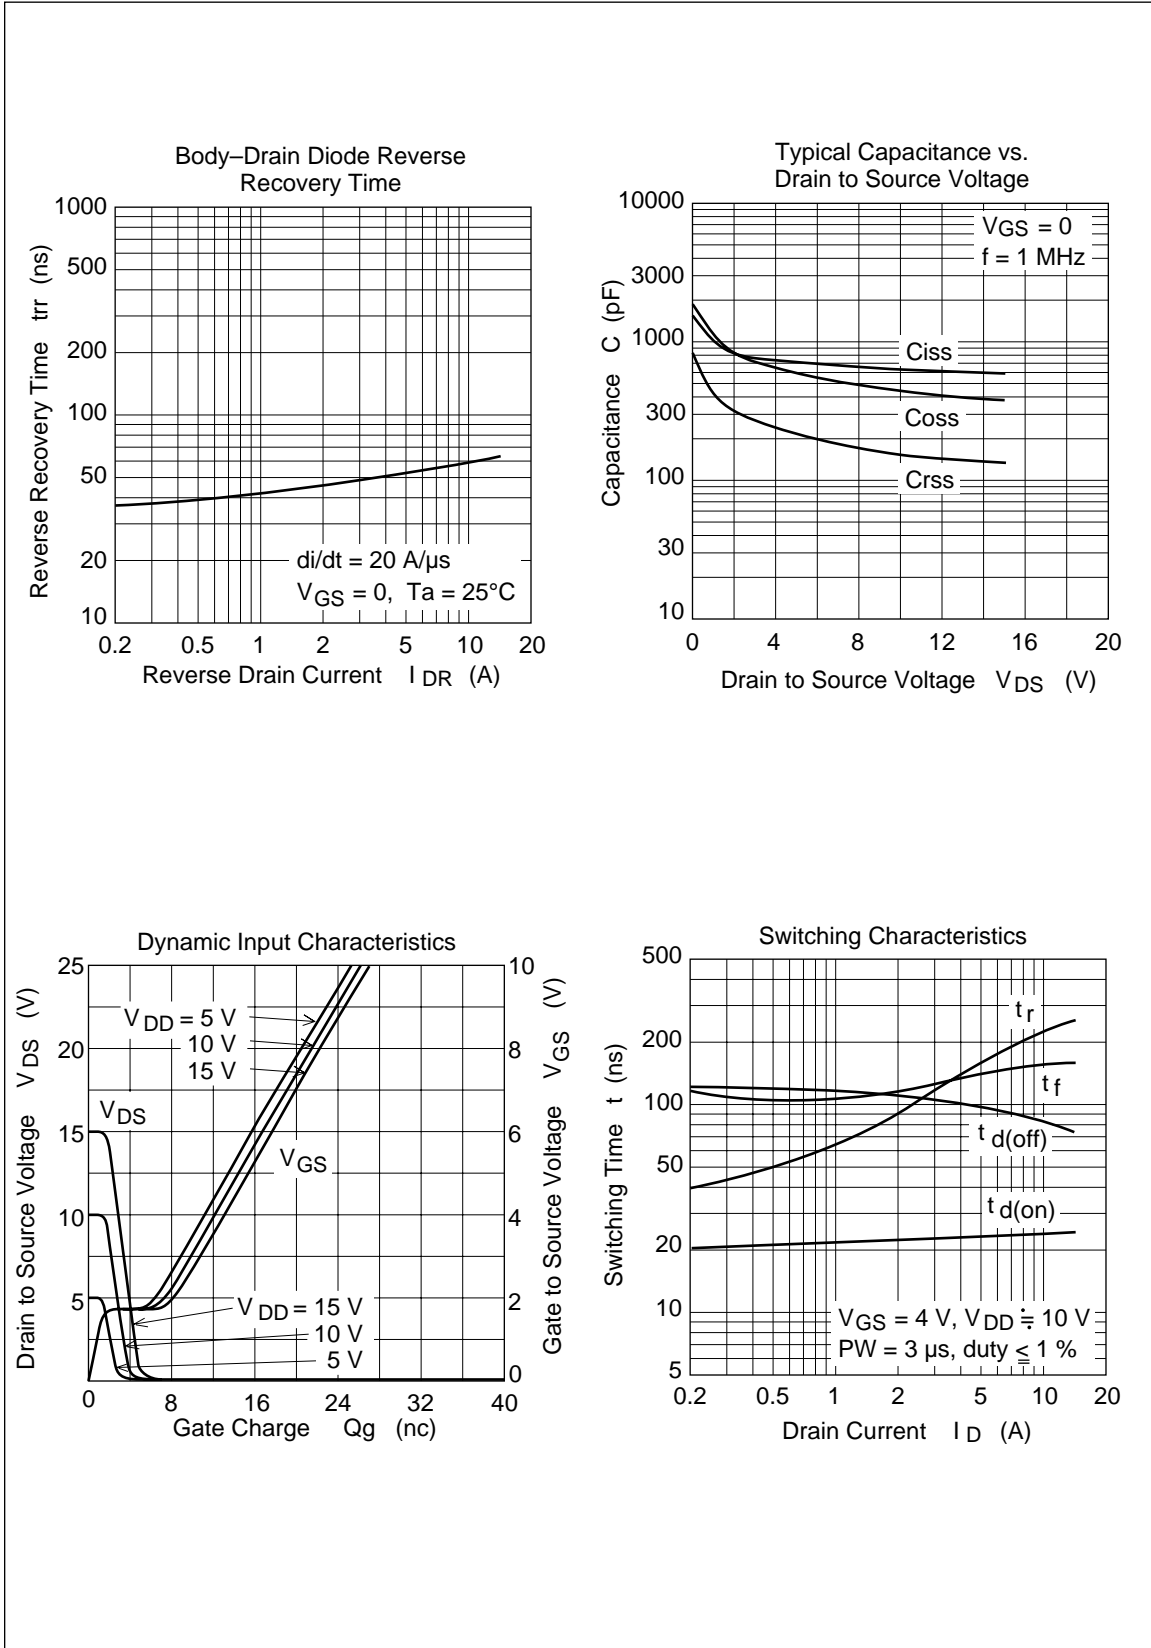 Body–Drain Diode Reverse
Recovery Time
1000
500
200
100
50
20
10
Reverse Recovery Time trr (ns)
di/dt = 20 A/µs
VGS = 0, Ta = 25°C
0.2 0.5 1 2 5 10 20
Reverse Drain Current I DR (A)
Typical Capacitance vs.
Drain to Source Voltage
10000
3000
1000
300
100
30
10
Capacitance C (pF)
VGS = 0
f = 1 MHz
Ciss
Coss
Crss
0 4 8 12 16 20
Drain to Source Voltage VDS (V)
Dynamic Input Characteristics
25
20
15
10
5
Drain to Source Voltage VDS (V)
10
8
6
4
2
0
Gate to Source Voltage VGS (V)
VDD = 5 V
10 V
15 V
VDS
VGS
VDD = 15 V
10 V
5 V
0 8 16 24 32 40
Gate Charge Qg (nc)
Switching Characteristics
500
200
100
50
20
10
5
Switching Time t (ns)
t r
t f
t d(off)
t d(on)
VGS = 4 V, VDD ≒ 10 V
PW = 3 µs, duty ≦ 1 %
0.2 0.5 1 2 5 10 20
Drain Current I D (A)